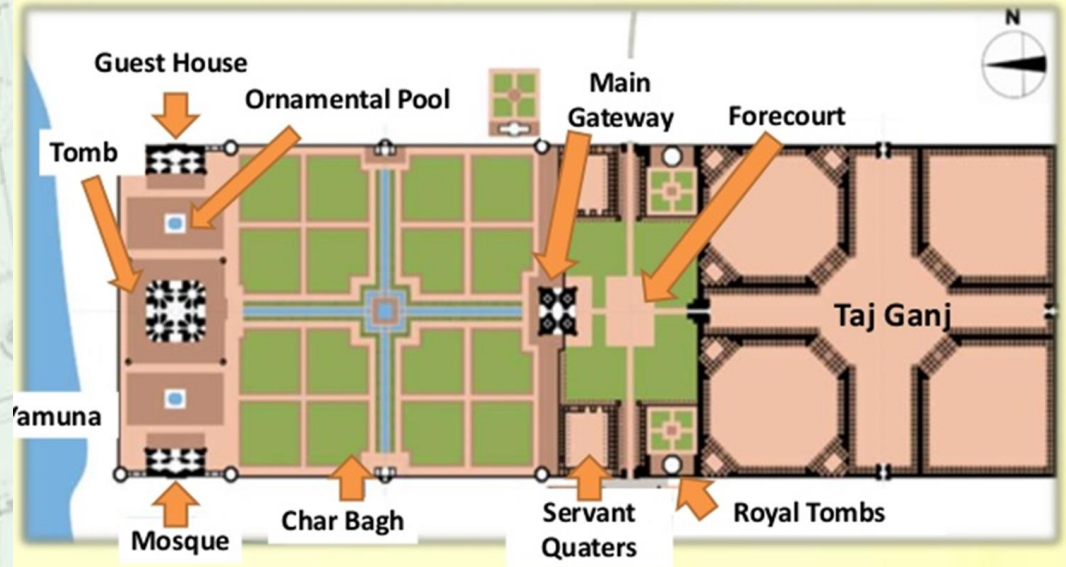 N
Guest House
Ornamental Pool
Main
Gateway
Forecourt
Tomb
Taj Ganj
Yamuna
Char Bagh
Servant
Quaters
Royal Tombs
Mosque